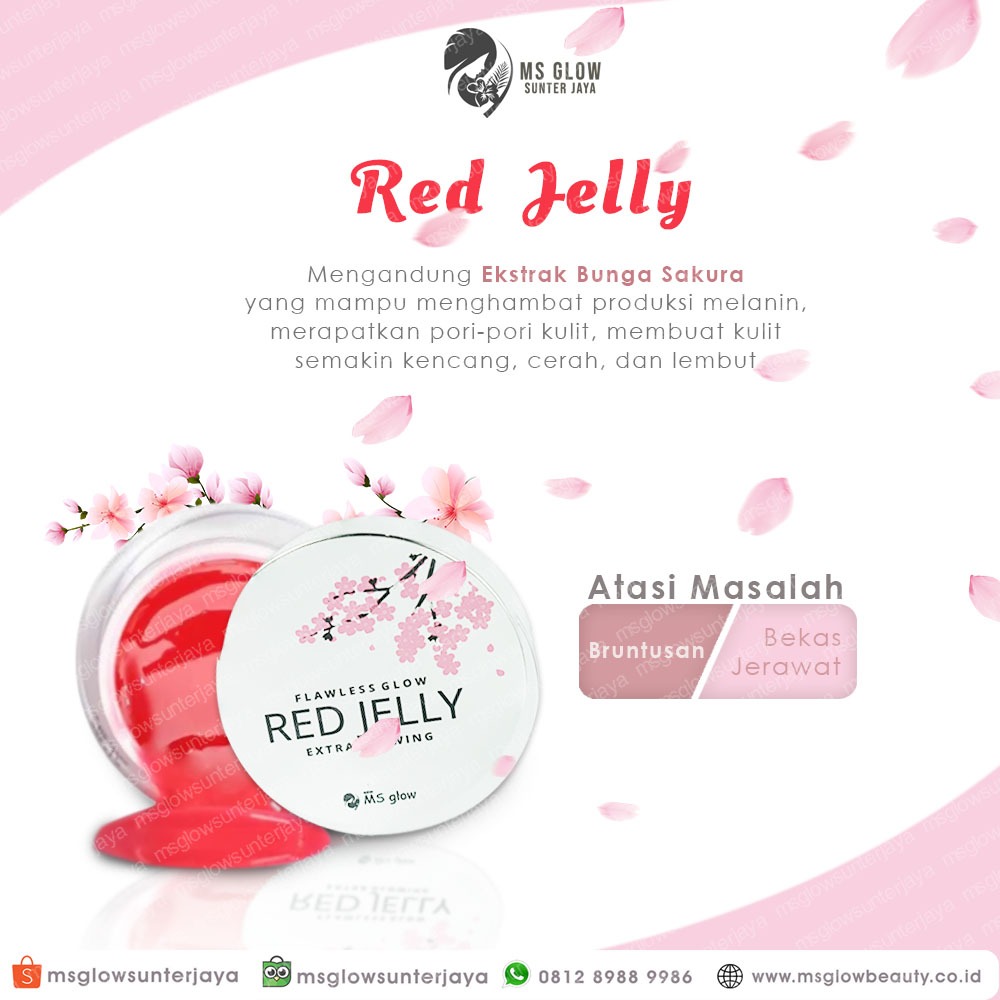 MS GLOW
SUNTER JAYA
Red Jelly
Mengandung Ekstrak Bunga Sakura
yang mampu menghambat produksi melanin,
merapatkan pori-pori kulit, membuat kulit
semakin kencang, cerah, dan lembut
FLAWLESS GLOW
RED JELLY
MS glow
Atasi Masalah
Bruntusan
Bekas
Jerawat
msglowsunterjaya
msglowsunterjaya
0812 8988 9986
www.msglowbeauty.co.id